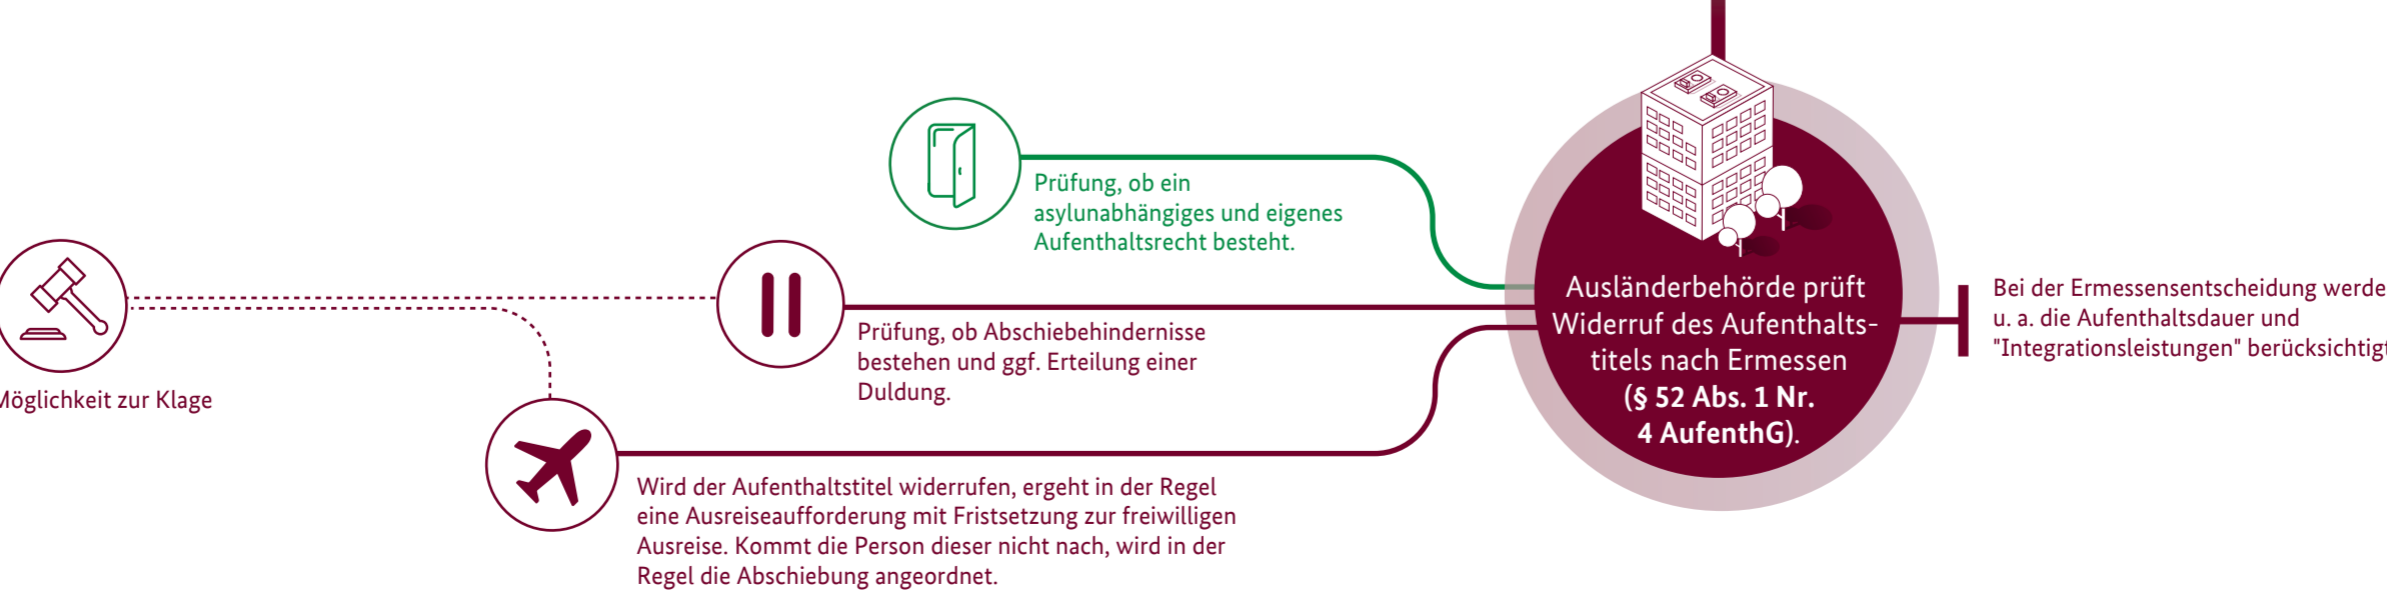 Prüfung, ob ein
asylunabhängiges und eigenes
Aufenthaltsrecht besteht.
Ausländerbehörde prüft
Widerruf des Aufenthalts-
titels nach Ermessen
(§ 52 Abs. 1 Nr.
4 AufenthG).
Bei der Ermessensentscheidung werde
u. a. die Aufenthaltsdauer und
"Integrationsleistungen" berücksichtigt
Prüfung, ob Abschiebehindernisse
bestehen und ggf. Erteilung einer
Duldung.
Möglichkeit zur Klage
Wird der Aufenthaltstitel widerrufen, ergeht in der Regel
eine Ausreiseaufforderung mit Fristsetzung zur freiwilligen
Ausreise. Kommt die Person dieser nicht nach, wird in der
Regel die Abschiebung angeordnet.